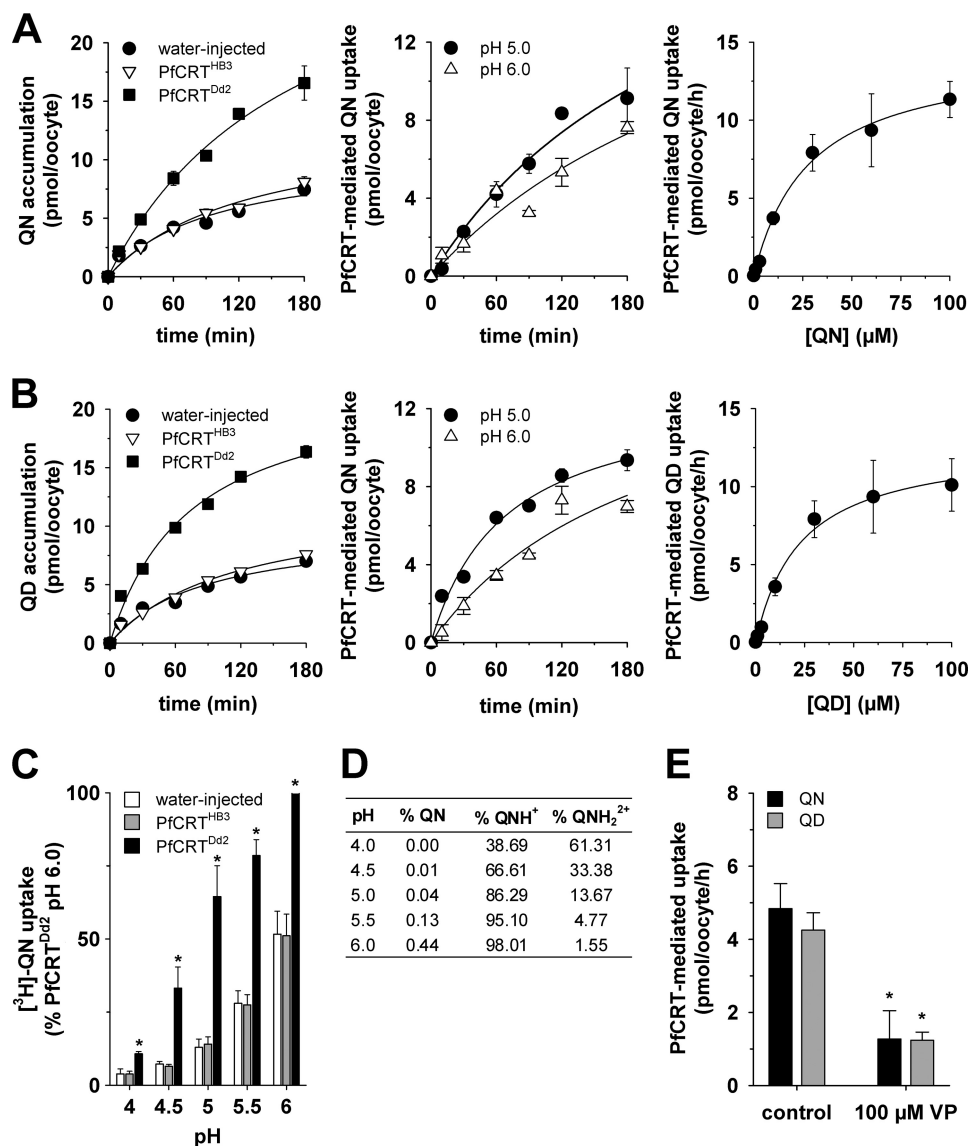 A
QN accumulation
(pmol/oocyte)
20
15
10
5
0
water-injected
PfCRT^HB3
PfCRT^Dd2
0 60 120 180
time (min)
PfCRT-mediated QN uptake
(pmol/oocyte)
12
8
4
0
pH 5.0
pH 6.0
0 60 120 180
time (min)
PfCRT-mediated QN uptake
(pmol/oocyte/h)
15
10
5
0
0 25 50 75 100
[QN] (µM)
B
QD accumulation
(pmol/oocyte)
20
15
10
5
0
water-injected
PfCRT^HB3
PfCRT^Dd2
0 60 120 180
time (min)
PfCRT-mediated QN uptake
(pmol/oocyte)
12
8
4
0
pH 5.0
pH 6.0
0 60 120 180
time (min)
PfCRT-mediated QD uptake
(pmol/oocyte/h)
15
10
5
0
0 25 50 75 100
[QD] (µM)
C
[³H]-QN uptake
(% PfCRT^Dd2 pH 6.0)
100
50
0
water-injected
PfCRT^HB3
PfCRT^Dd2
* * * * *
4 4.5 5 5.5 6
pH
D
pH % QN % QNH⁺ % QNH₂²⁺
4.0 0.00 38.69 61.31
4.5 0.01 66.61 33.38
5.0 0.04 86.29 13.67
5.5 0.13 95.10 4.77
6.0 0.44 98.01 1.55
E
PfCRT-mediated uptake
(pmol/oocyte/h)
8
6
4
2
0
QN
QD
* *
control 100 µM VP